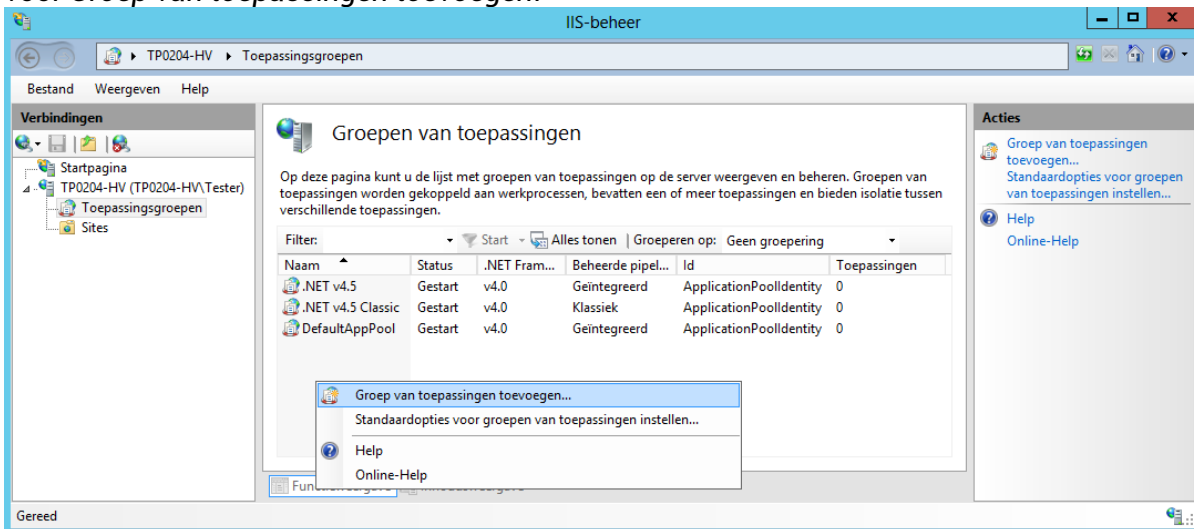 voor Groep van toepassingen toevoegen.
IIS-beheer
TP0204-HV Toepassingsgroepen
Bestand Weergeven Help
Verbindingen
Startpagina
TP0204-HV (TP0204-HV\Tester)
Toepassingsgroepen
Sites
Groepen van toepassingen
Op deze pagina kunt u de lijst met groepen van toepassingen op de server weergeven en beheren. Groepen van
toepassingen worden gekoppeld aan werkprocessen, bevatten een of meer toepassingen en bieden isolatie tussen
verschillende toepassingen.
Filter: Start Alles tonen Groeperen op: Geen groepering
Naam Status .NET Fram... Beheerde pipel... Id Toepassingen
.NET v4.5 Gestart v4.0 Geïntegreerd ApplicationPoolIdentity 0
.NET v4.5 Classic Gestart v4.0 Klassiek ApplicationPoolIdentity 0
DefaultAppPool Gestart v4.0 Geïntegreerd ApplicationPoolIdentity 0
Groep van toepassingen toevoegen...
Standaardopties voor groepen van toepassingen instellen...
Help
Online-Help
Acties
Groep van toepassingen
toevoegen...
Standaardopties voor groepen
van toepassingen instellen...
Help
Online-Help
Gereed